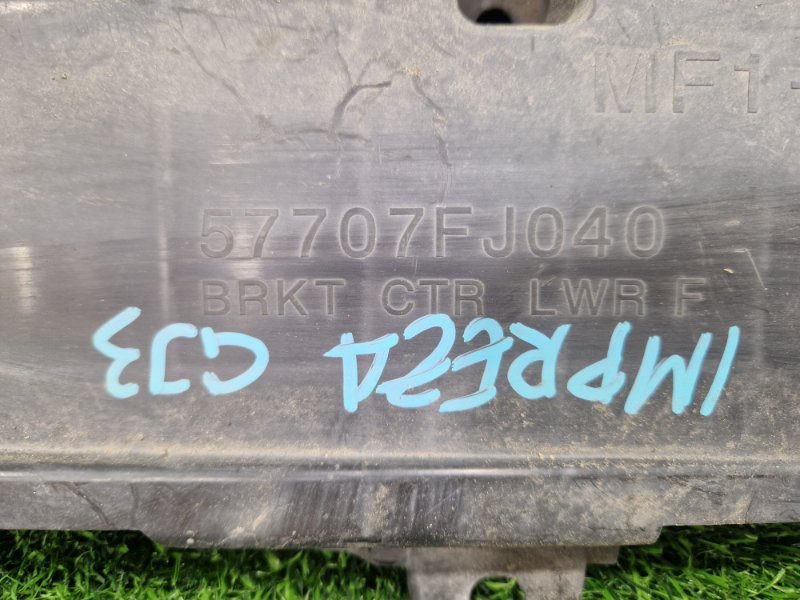 MF1-
57707FJ040
BRKT CTR LWR F
IMPREZA GJ3